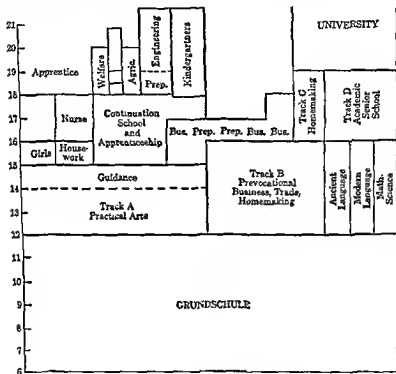 21
20
19
18
17
16
15
14
13
12
11
10
9
8
7
6
UNIVERSITY
Apprentice
Welfare
Agric.
Engineering
Prep.
Kindergartners
Track C
Homemaking
Track D
Academic
Senior
School
Nurse
Continuation
School
and
Apprenticeship
Bus. Prep. Prep. Bus. Bus.
Girls
House-
work
Guidance
Track A
Practical Arts
Track B
Prevocational
Business, Trade,
Homemaking
Ancient
Language
Modern
Language
Math.
Science
GRUNDSCHULE